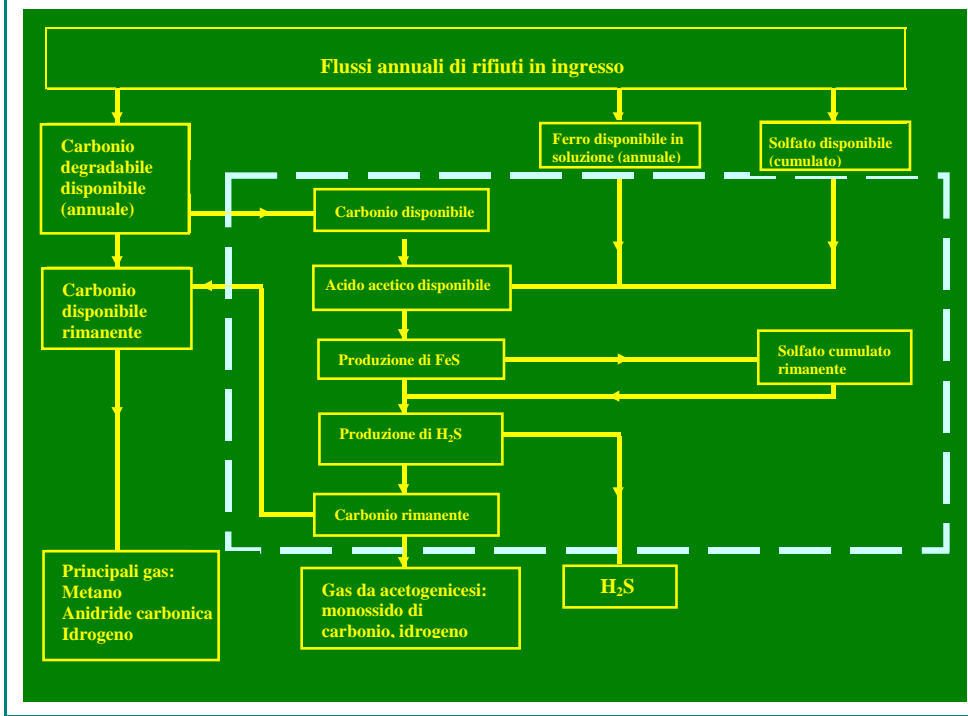 Flussi annuali di rifiuti in ingresso
Carbonio
degradabile
disponibile
(annuale)
Ferro disponibile in
soluzione (annuale)
Solfato disponibile
(cumulato)
Carbonio disponibile
Carbonio
disponibile
rimanente
Acido acetico disponibile
Produzione di FeS
Solfato cumulato
rimanente
Produzione di H₂S
Carbonio rimanente
Principali gas:
Metano
Anidride carbonica
Idrogeno
Gas da acetogenicesi:
monossido di
carbonio, idrogeno
H₂S